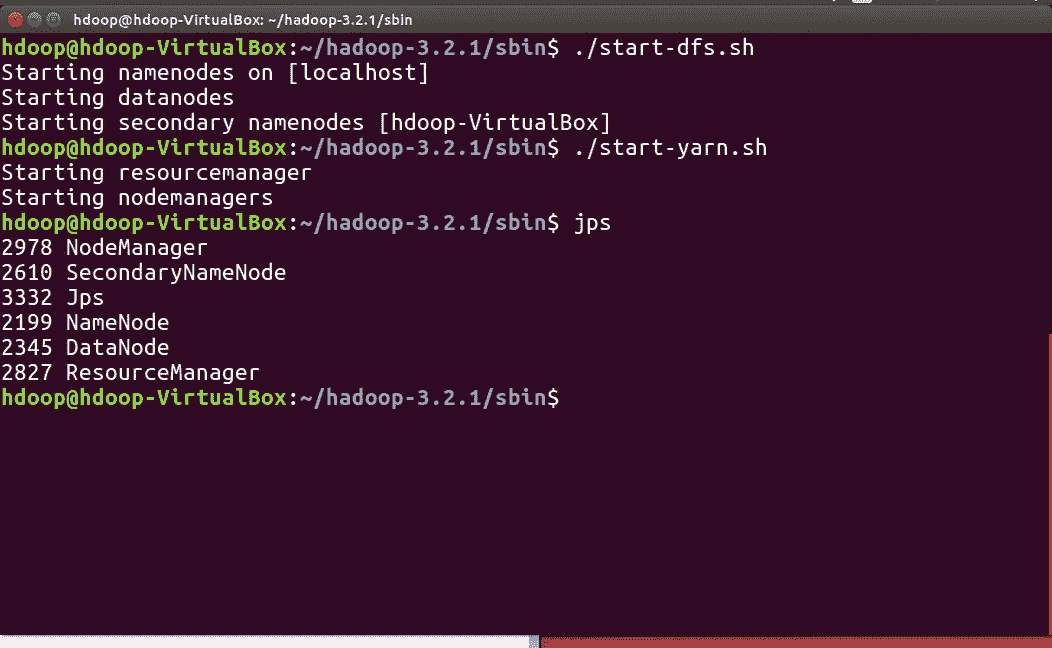 hdoop@hdoop-VirtualBox: ~/hadoop-3.2.1/sbin
hdoop@hdoop-VirtualBox:~/hadoop-3.2.1/sbin$ ./start-dfs.sh
Starting namenodes on [localhost]
Starting datanodes
Starting secondary namenodes [hdoop-VirtualBox]
hdoop@hdoop-VirtualBox:~/hadoop-3.2.1/sbin$ ./start-yarn.sh
Starting resourcemanager
Starting nodemanagers
hdoop@hdoop-VirtualBox:~/hadoop-3.2.1/sbin$ jps
2978 NodeManager
2610 SecondaryNameNode
3332 Jps
2199 NameNode
2345 DataNode
2827 ResourceManager
hdoop@hdoop-VirtualBox:~/hadoop-3.2.1/sbin$